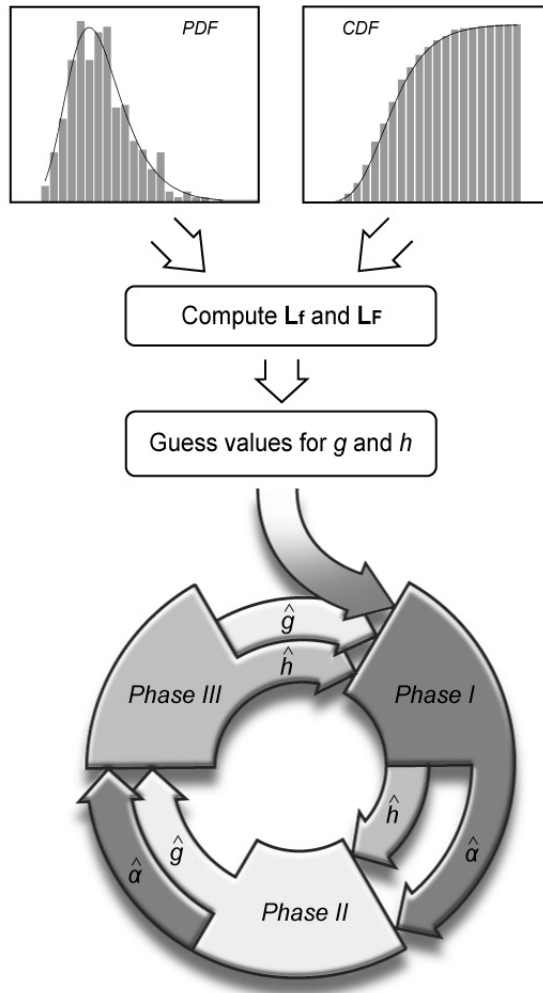 PDF
CDF
Compute Lf and LF
Guess values for g and h
ĝ
ĥ
Phase III
Phase I
ĥ
α̂
ĝ
α̂
Phase II